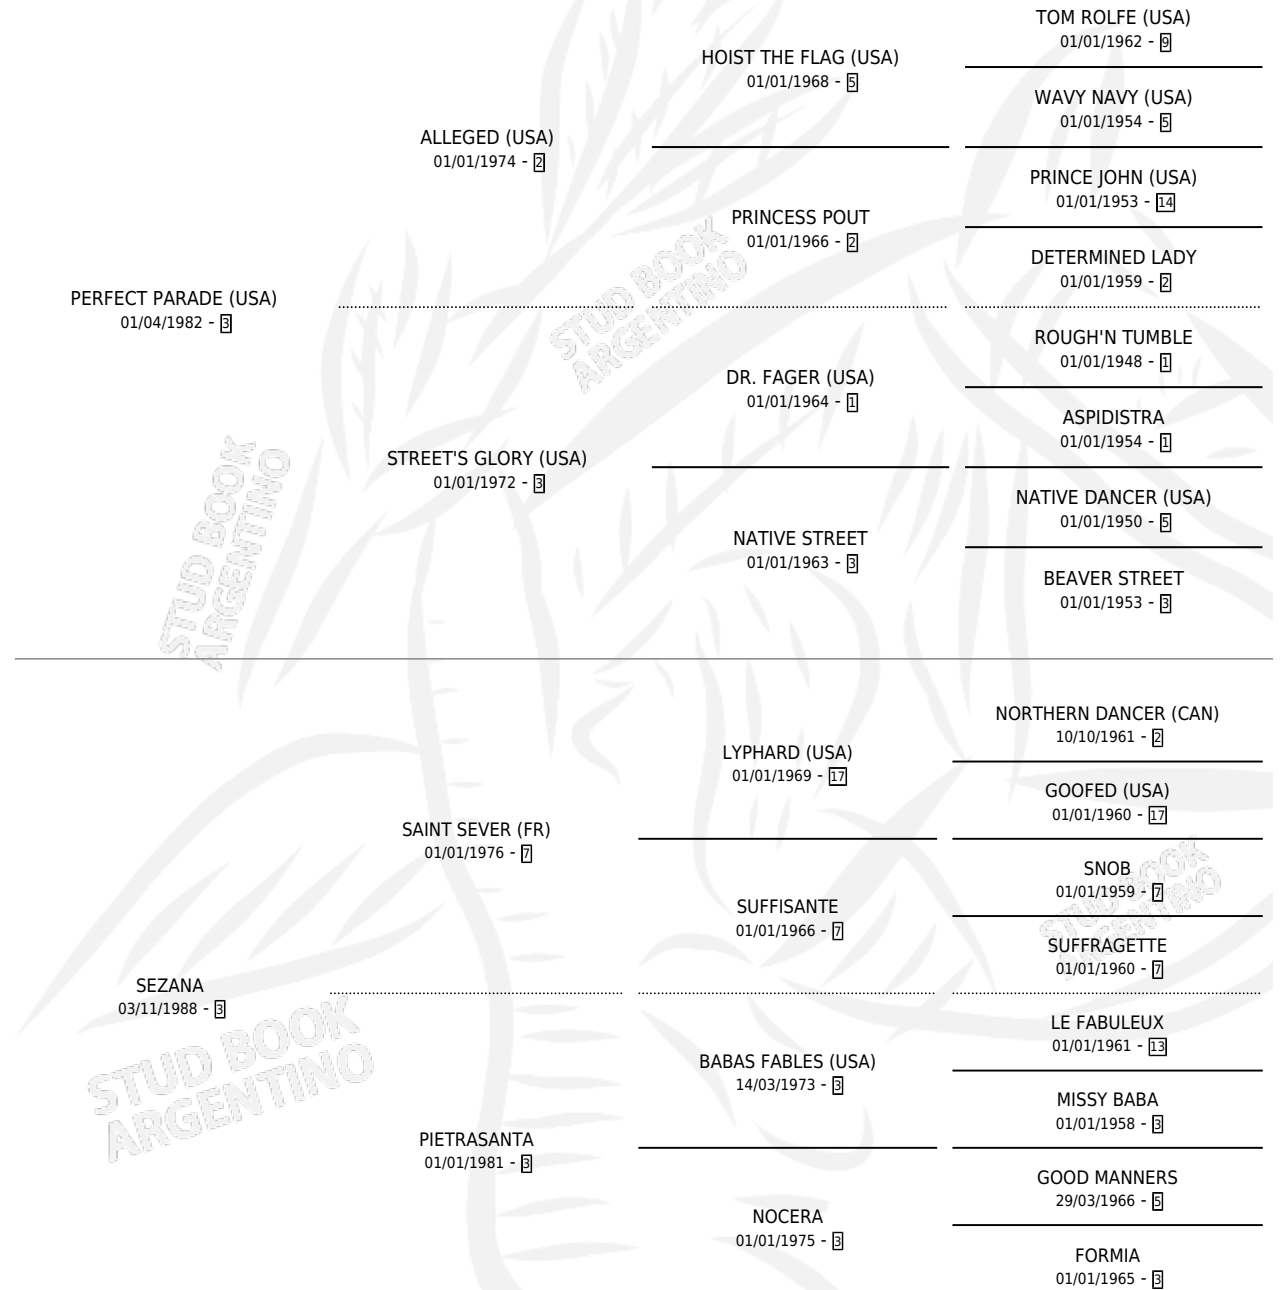 TOM ROLFE (USA)
01/01/1962 - 9
HOIST THE FLAG (USA)
01/01/1968 - 5
WAVY NAVY (USA)
01/01/1954 - 5
ALLEGED (USA)
01/01/1974 - 2
PRINCE JOHN (USA)
01/01/1953 - 14
PRINCESS POUT
01/01/1966 - 2
DETERMINED LADY
01/01/1959 - 2
PERFECT PARADE (USA)
01/04/1982 - 3
ROUGH'N TUMBLE
01/01/1948 - 1
DR. FAGER (USA)
01/01/1964 - 1
ASPIDISTRA
01/01/1954 - 1
STREET'S GLORY (USA)
01/01/1972 - 3
NATIVE DANCER (USA)
01/01/1950 - 5
NATIVE STREET
01/01/1963 - 3
BEAVER STREET
01/01/1953 - 3
NORTHERN DANCER (CAN)
10/10/1961 - 2
LYPHARD (USA)
01/01/1969 - 17
GOOFED (USA)
01/01/1960 - 17
SAINT SEVER (FR)
01/01/1976 - 7
SNOB
01/01/1959 - 7
SUFFISANTE
01/01/1966 - 7
SUFFRAGETTE
01/01/1960 - 7
SEZANA
03/11/1988 - 3
LE FABULEUX
01/01/1961 - 13
BABAS FABLES (USA)
14/03/1973 - 3
MISSY BABA
01/01/1958 - 3
PIETRASANTA
01/01/1981 - 3
GOOD MANNERS
29/03/1966 - 5
NOCERA
01/01/1975 - 3
FORMIA
01/01/1965 - 3
STUD BOOK
ARGENTINO
STUD BOOK
ARGENTINO
STUD BOOK
ARGENTINO
STUD BOOK
ARGENTINO